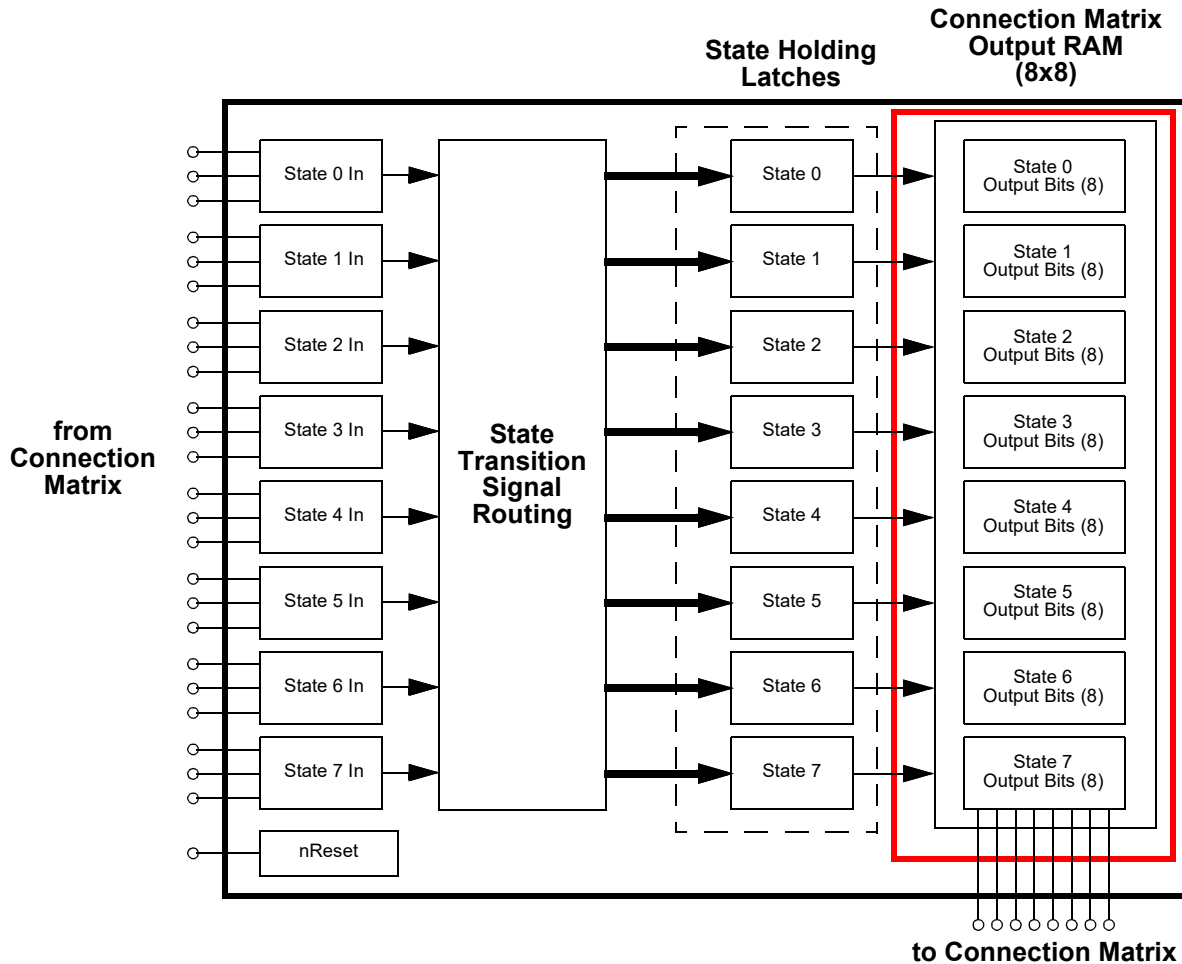 Connection Matrix
Output RAM
(8x8)
State Holding
Latches
State 0 In
State 0
State 0
Output Bits (8)
State 1 In
State 1
State 1
Output Bits (8)
State 2 In
State 2
State 2
Output Bits (8)
State 3 In
State 3
State 3
Output Bits (8)
from
Connection
Matrix
State
Transition
Signal
Routing
State 4 In
State 4
State 4
Output Bits (8)
State 5 In
State 5
State 5
Output Bits (8)
State 6 In
State 6
State 6
Output Bits (8)
State 7 In
State 7
State 7
Output Bits (8)
nReset
to Connection Matrix